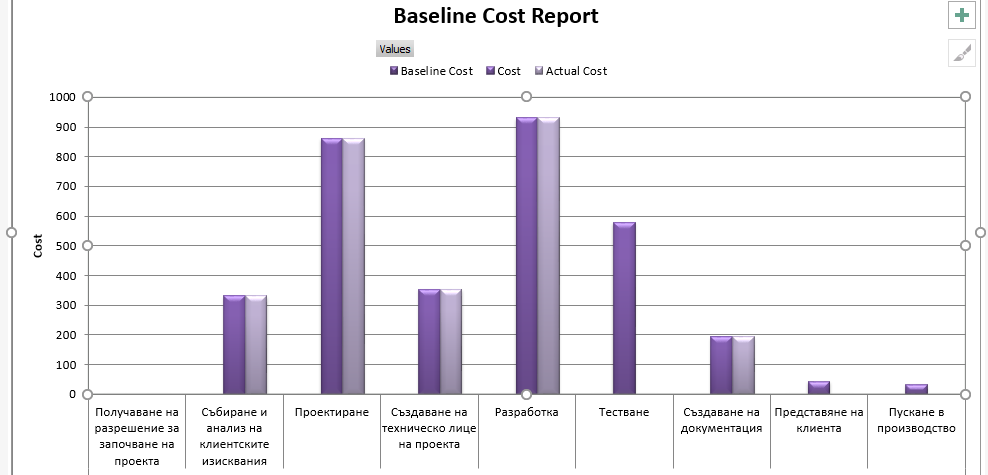 Baseline Cost Report
Values
Baseline Cost Cost Actual Cost
1000
900
800
700
600
500
400
300
200
100
0
Cost
Получаване на
разрешение за
започване на
проекта
Събиране и
анализ на
клиентските
изисквания
Проектиране
Създаване на
техническо лице
на проекта
Разработка
Тестване
Създаване на
документация
Представяне на
клиента
Пускане в
производство